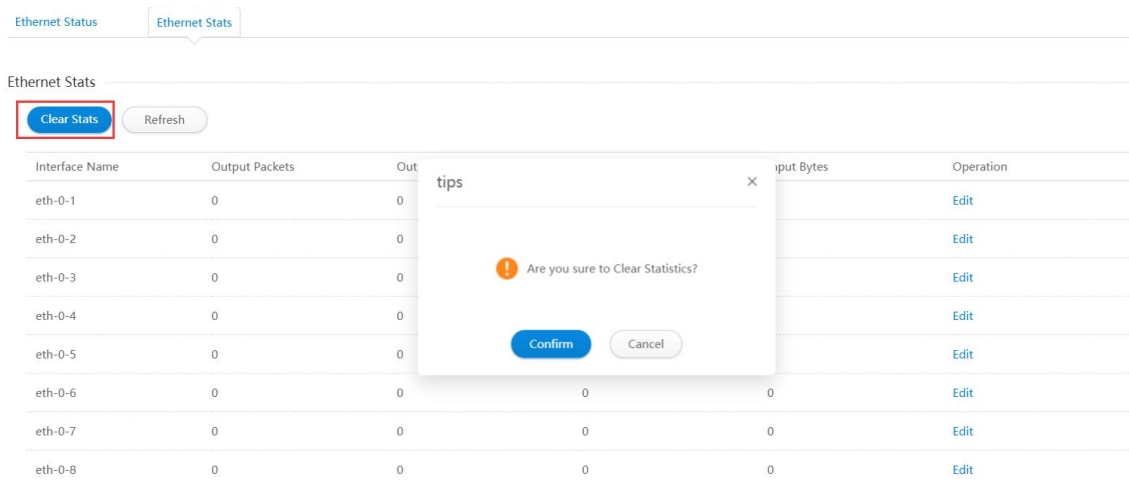 Ethernet Status Ethernet Stats
Ethernet Stats
Clear Stats Refresh
Interface Name Output Packets Out put Bytes Operation
tips ×
eth-0-1 0 0 Edit
eth-0-2 0 0 Edit
eth-0-3 0 0 Edit
Are you sure to Clear Statistics?
eth-0-4 0 0 Edit
Confirm Cancel
eth-0-5 0 0 Edit
eth-0-6 0 0 0 0 Edit
eth-0-7 0 0 0 0 Edit
eth-0-8 0 0 0 0 Edit